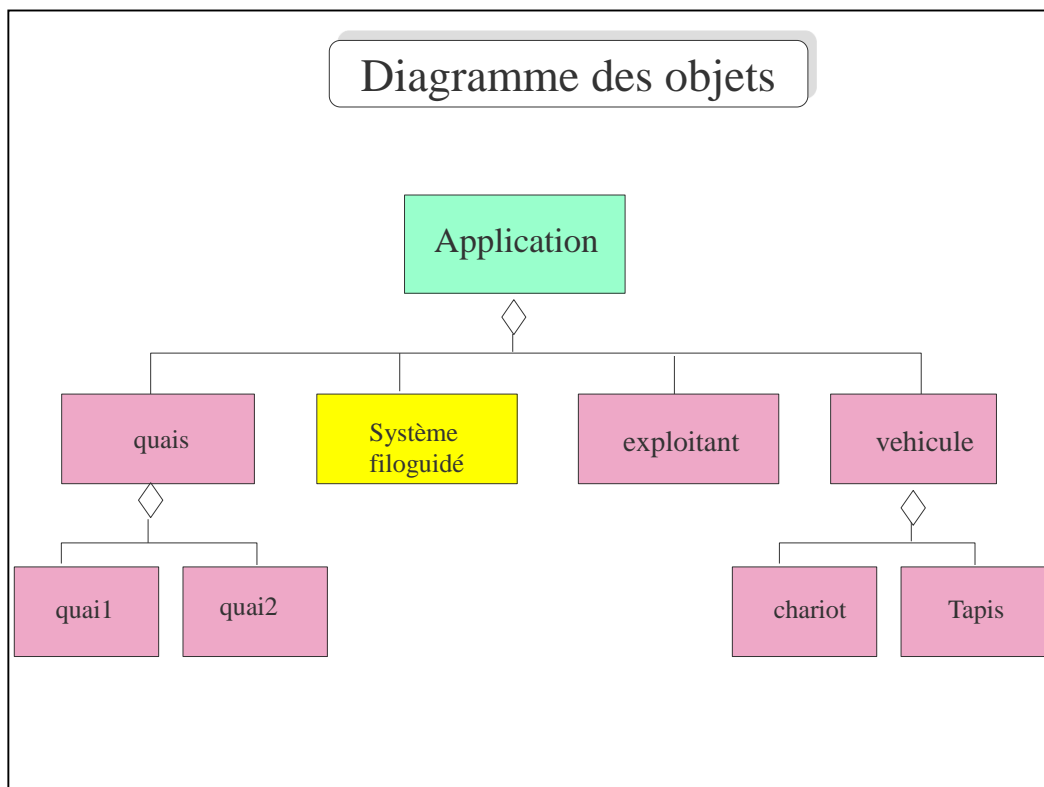 Diagramme des objets
Application
quais
Système
filoguidé
exploitant
vehicule
quai1
quai2
chariot
Tapis